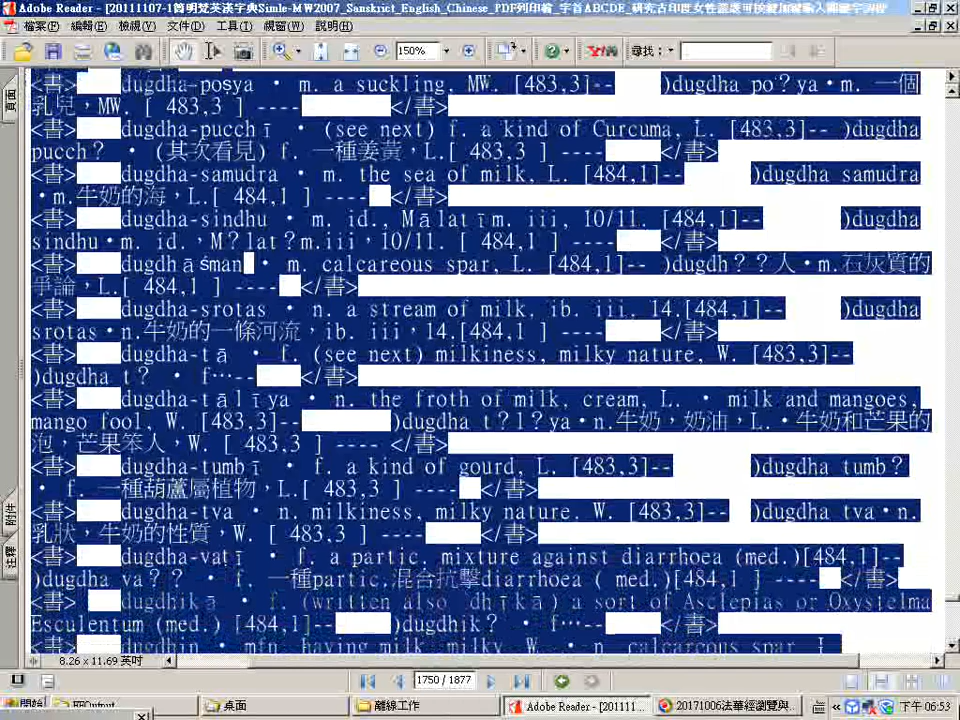 Adobe Reader - [20111107-1簡明梵英漢字典Simle-MW2007_Sanskrict_English_Chinese_PDF列印檔_字首ABCDE_研究古印度女性
檔案(F) 編輯(E) 檢視(V) 文件(D) 工具(T) 視窗(W) 說明(H)
150% 尋找：
頁面
<書> dugdha-poṣya · m. a suckling, MW. [483,3]-- )dugdha po？ya·m. 一個
乳兒，MW. [ 483,3 ] ---- </書>
<書> dugdha-pucchī · (see next) f. a kind of Curcuma, L. [483,3]-- )dugdha
pucch？ · (其次看見) f. 一種姜黃，L.[ 483,3 ] ---- </書>
<書> dugdha-samudra · m. the sea of milk, L. [484,1]-- )dugdha samudra
·m.牛奶的海，L.[ 484,1 ] ---- </書>
<書> dugdha-sindhu · m. id., Mālatīm. iii, 10/11. [484,1]-- )dugdha
sindhu·m. id.，M？lat？m.iii，10/11. [ 484,1 ] ---- </書>
<書> dugdhāśman · m. calcareous spar, L. [484,1]-- )dugdh？？人·m.石灰質的
爭論，L.[ 484,1 ] ---- </書>
<書> dugdha-srotas · n. a stream of milk, ib. iii, 14.[484,1]-- )dugdha
srotas·n.牛奶的一條河流，ib. iii，14.[484,1 ] ---- </書>
<書> dugdha-tā · f. (see next) milkiness, milky nature, W. [483,3]--
)dugdha t？ · f…-- </書>
<書> dugdha-tālīya · n. the froth of milk, cream, L. · milk and mangoes,
mango fool, W. [483,3]-- )dugdha t？l？ya·n.牛奶，奶油，L.·牛奶和芒果的
泡，芒果笨人，W. [ 483,3 ] ---- </書>
<書> dugdha-tumbī · f. a kind of gourd, L. [483,3]-- )dugdha tumb？
· f. 一種葫蘆屬植物，L.[ 483,3 ] ---- </書>
<書> dugdha-tva · n. milkiness, milky nature. W. [483,3]-- )dugdha tva·n.
乳狀，牛奶的性質，W. [ 483,3 ] ---- </書>
<書> dugdha-vaṭī · f. a partic. mixture against diarrhoea (med.)[484,1]--
)dugdha va？？ · f. 一種partic.混合抗擊diarrhoea ( med.)[484,1 ] ---- </書>
<書> dugdhikā · f. (written also dhīkā) a sort of Asclepias or Oxystelma
Esculentum (med.) [484,1]-- )dugdhik？ · f…-- </書>
<書> dugdhin · mfn. having milk, milky, W. · n. calcareous spar, L
附件
註釋
8.26 x 11.69 英吋
1750 / 1877
開始 FFOutput 桌面 離線工作 Adobe Reader - [201111... 20171006法華經瀏覽與... 下午 06:53